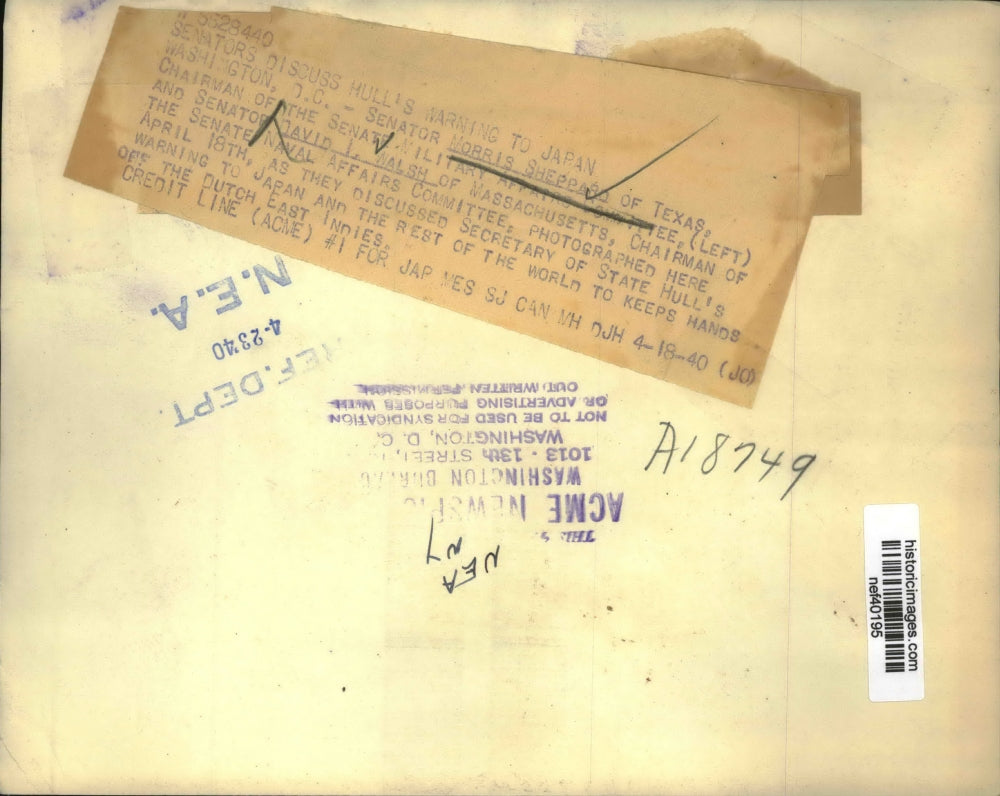 # S528440
SENATORS DISCUSS HULL'S WARNING TO JAPAN
WASHINGTON, D.C. – SENATOR MORRIS SHEPPARD OF TEXAS,
CHAIRMAN OF THE SENATE MILITARY AFFAIRS COMMITTEE, (LEFT)
AND SENATOR DAVID I. WALSH OF MASSACHUSETTS, CHAIRMAN OF
THE SENATE NAVAL AFFAIRS COMMITTEE, PHOTOGRAPHED HERE
APRIL 18TH, AS THEY DISCUSSED SECRETARY OF STATE HULL'S
WARNING TO JAPAN AND THE REST OF THE WORLD TO KEEPS HANDS
OFF THE DUTCH EAST INDIES.
CREDIT LINE (ACME) #1 FOR JAP WES SJ CAN MH DJH 4-18-40 (JO)
REF. DEPT.
4-2340
N.E.A.
ACME
WASHINGTON BUREAU
1013 - 13th STREET,
WASHINGTON, D. C.
NOT TO BE USED FOR SYNDICATION
OR ADVERTISING PURPOSES WITH
OUT WRITTEN PERMISSION
A18749
NEA
NY
historicimages.com
nef40195